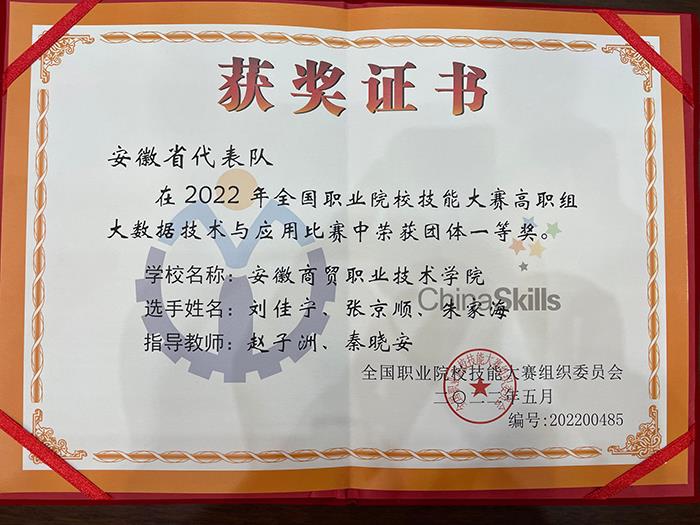 获奖证书
安徽省代表队
在2022年全国职业院校技能大赛高职组
大数据技术与应用比赛中荣获团体一等奖。
学校名称：安徽商贸职业技术学院
ChinaSkills
选手姓名：刘佳宁、张京顺、朱家海
指导教师：赵子洲、秦晓安
全国职业院校技能大赛组织委员会
二〇二二年五月
编号:202200485